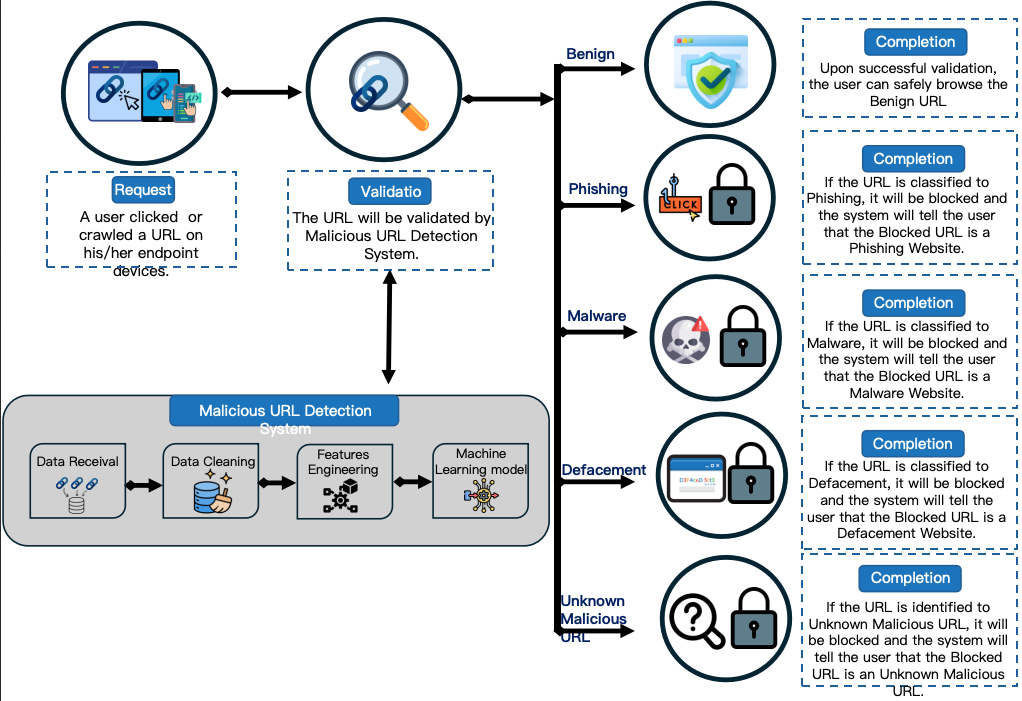 Request
A user clicked or
crawled a URL on
his/her endpoint
devices.
Validatio
The URL will be validated by
Malicious URL Detection
System.
Malicious URL Detection
System
Data Receival
Data Cleaning
Features
Engineering
Machine
Learning model
Benign
Completion
Upon successful validation,
the user can safely browse the
Benign URL
Phishing
CLICK
Completion
If the URL is classified to
Phishing, it will be blocked and
the system will tell the user
that the Blocked URL is a
Phishing Website.
Malware
Completion
If the URL is classified to
Malware, it will be blocked and
the system will tell the user
that the Blocked URL is a
Malware Website.
Defacement
Completion
If the URL is classified to
Defacement, it will be blocked
and the system will tell the
user that the Blocked URL is a
Defacement Website.
Unknown
Malicious
URL
?
Completion
If the URL is identified to
Unknown Malicious URL, it will
be blocked and the system will
tell the user that the Blocked
URL is an Unknown Malicious
URL.